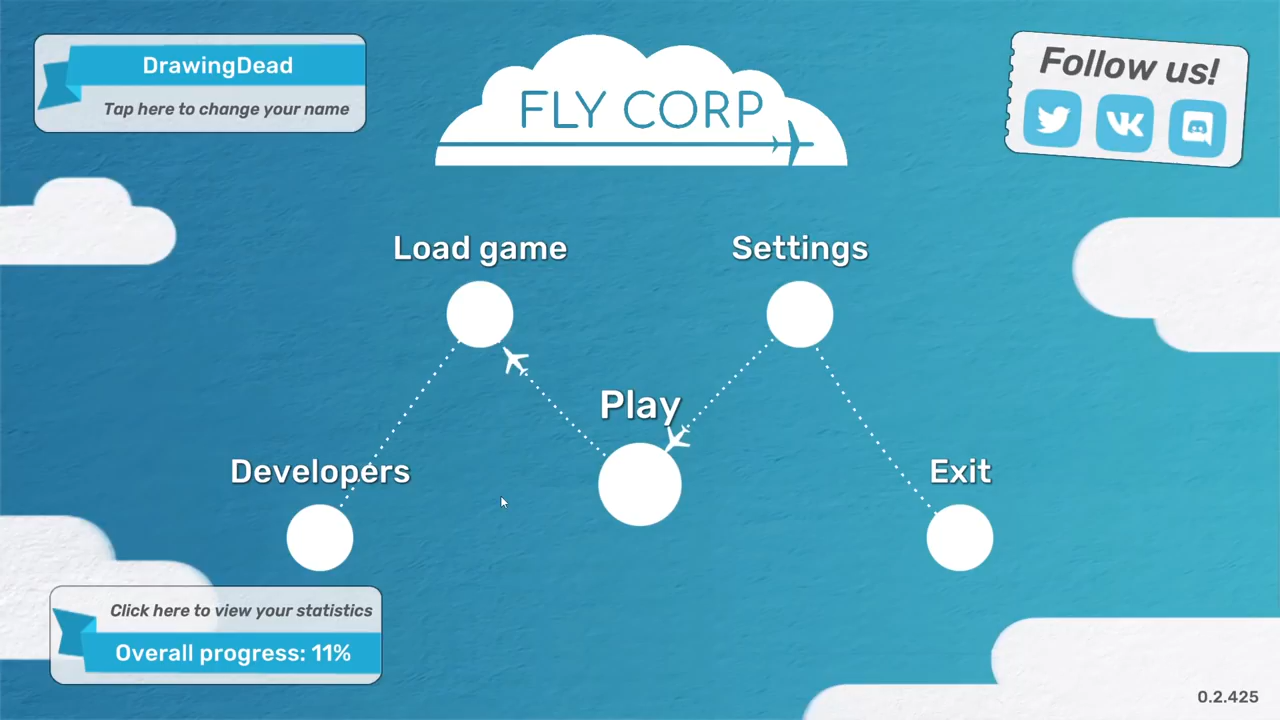 DrawingDead
Tap here to change your name
FLY CORP
Follow us!
Load game
Settings
Play
Developers
Exit
Click here to view your statistics
Overall progress: 11%
0.2.425